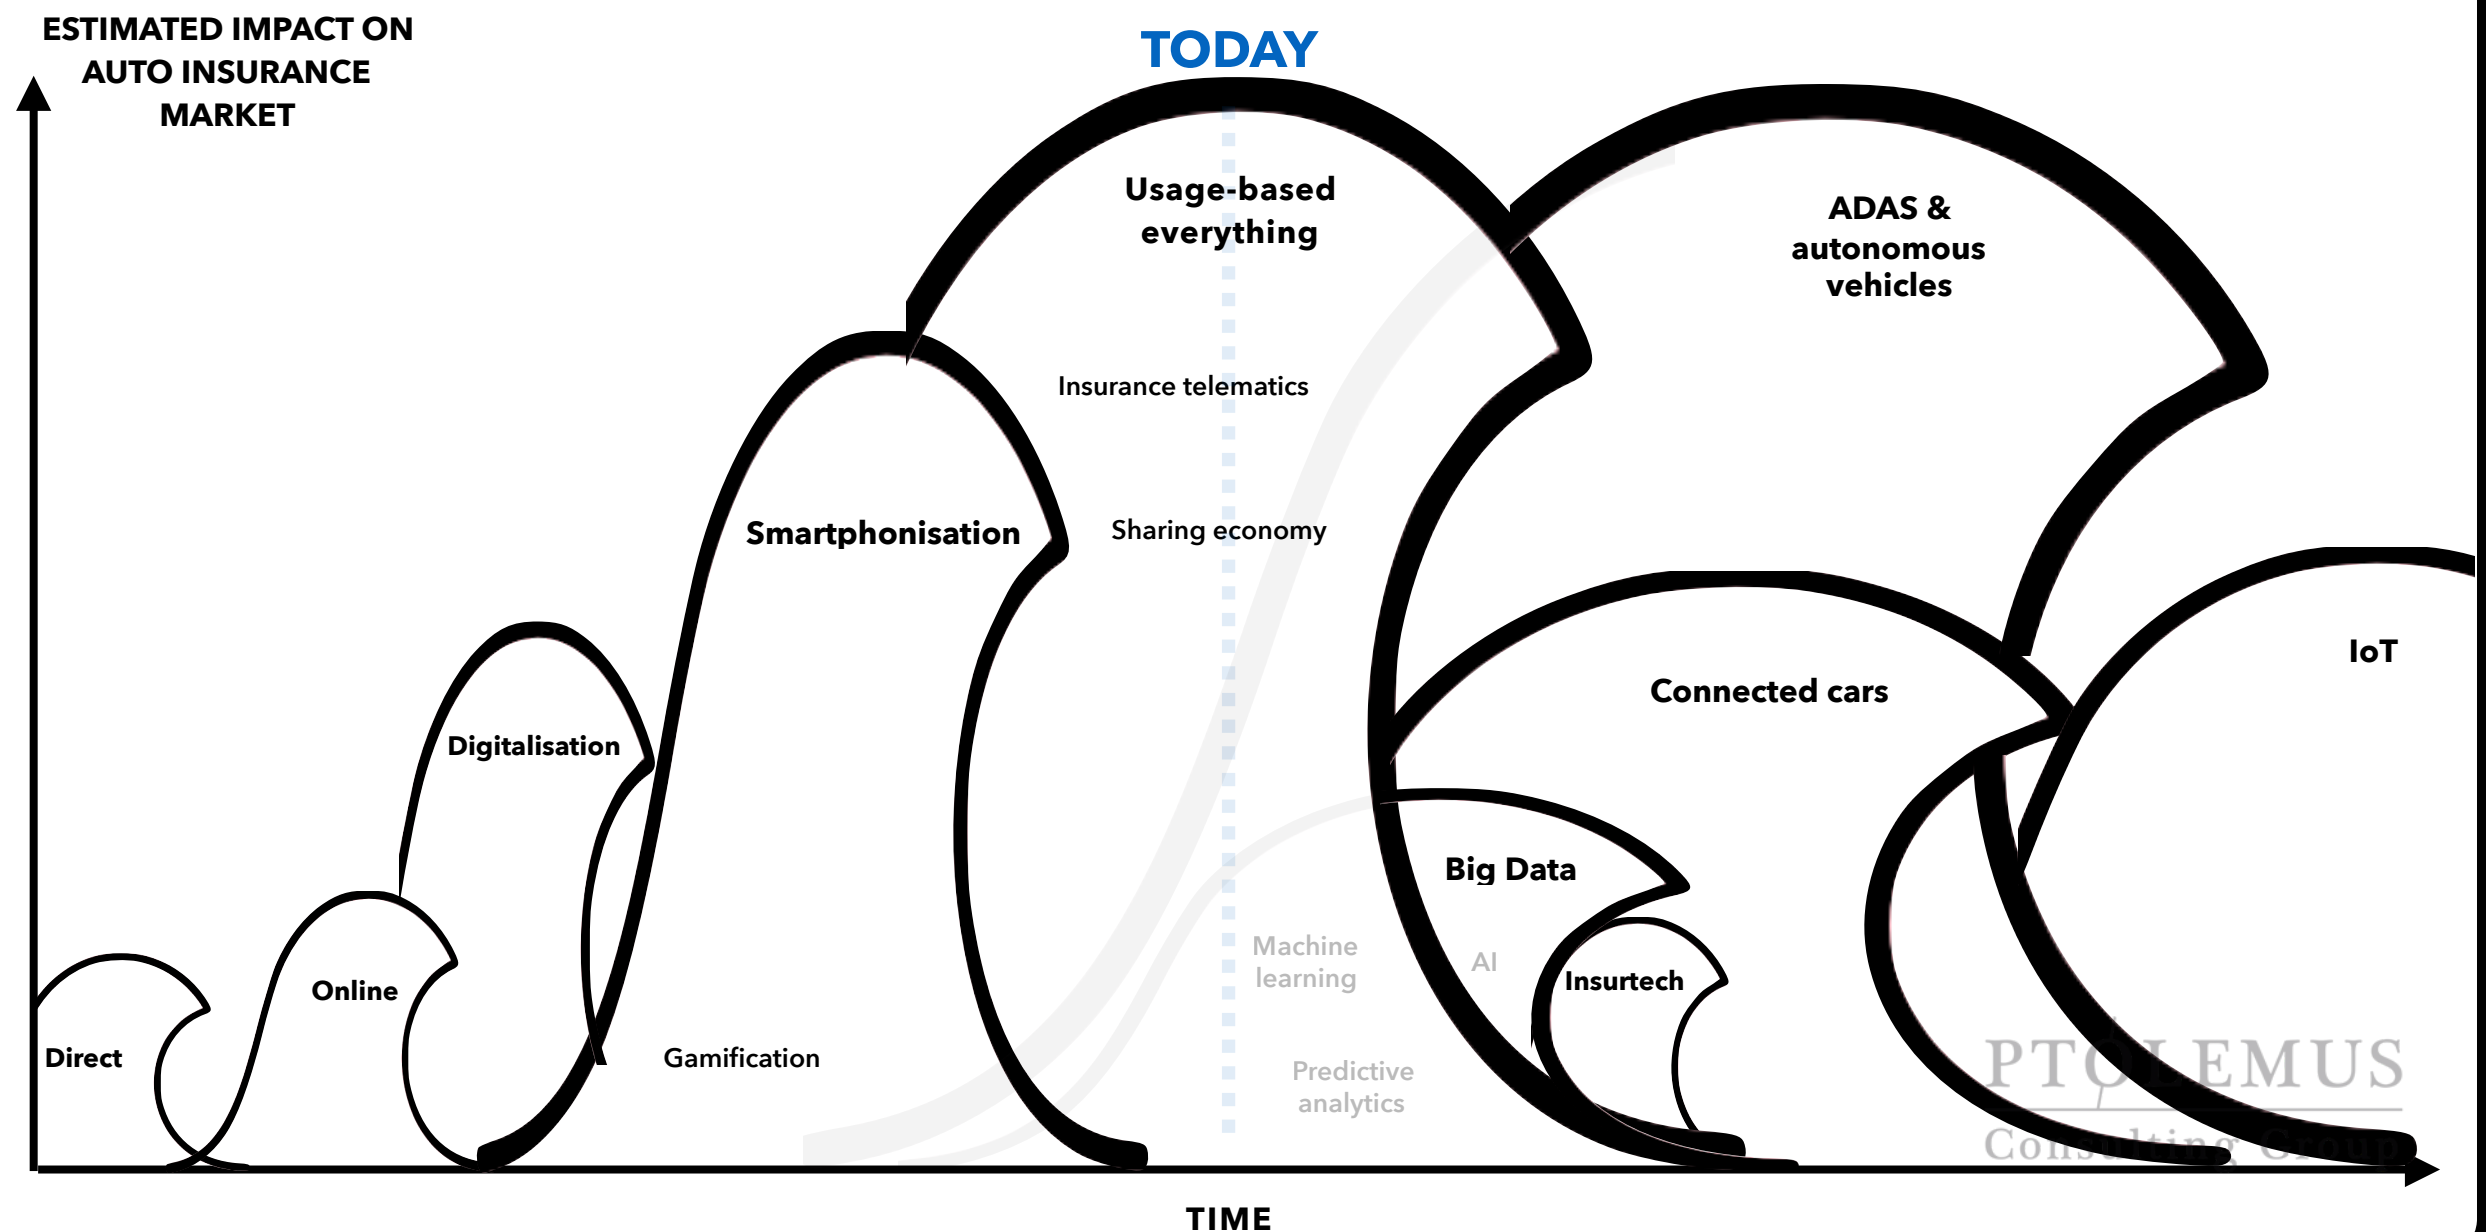 ESTIMATED IMPACT ON
AUTO INSURANCE
MARKET
TODAY
Usage-based
everything
ADAS &
autonomous
vehicles
Insurance telematics
Smartphonisation
Sharing economy
IoT
Connected cars
Digitalisation
Big Data
Machine
learning
AI
Insurtech
Online
Direct
Gamification
Predictive
analytics
PTOLEMUS
Consulting Group
TIME